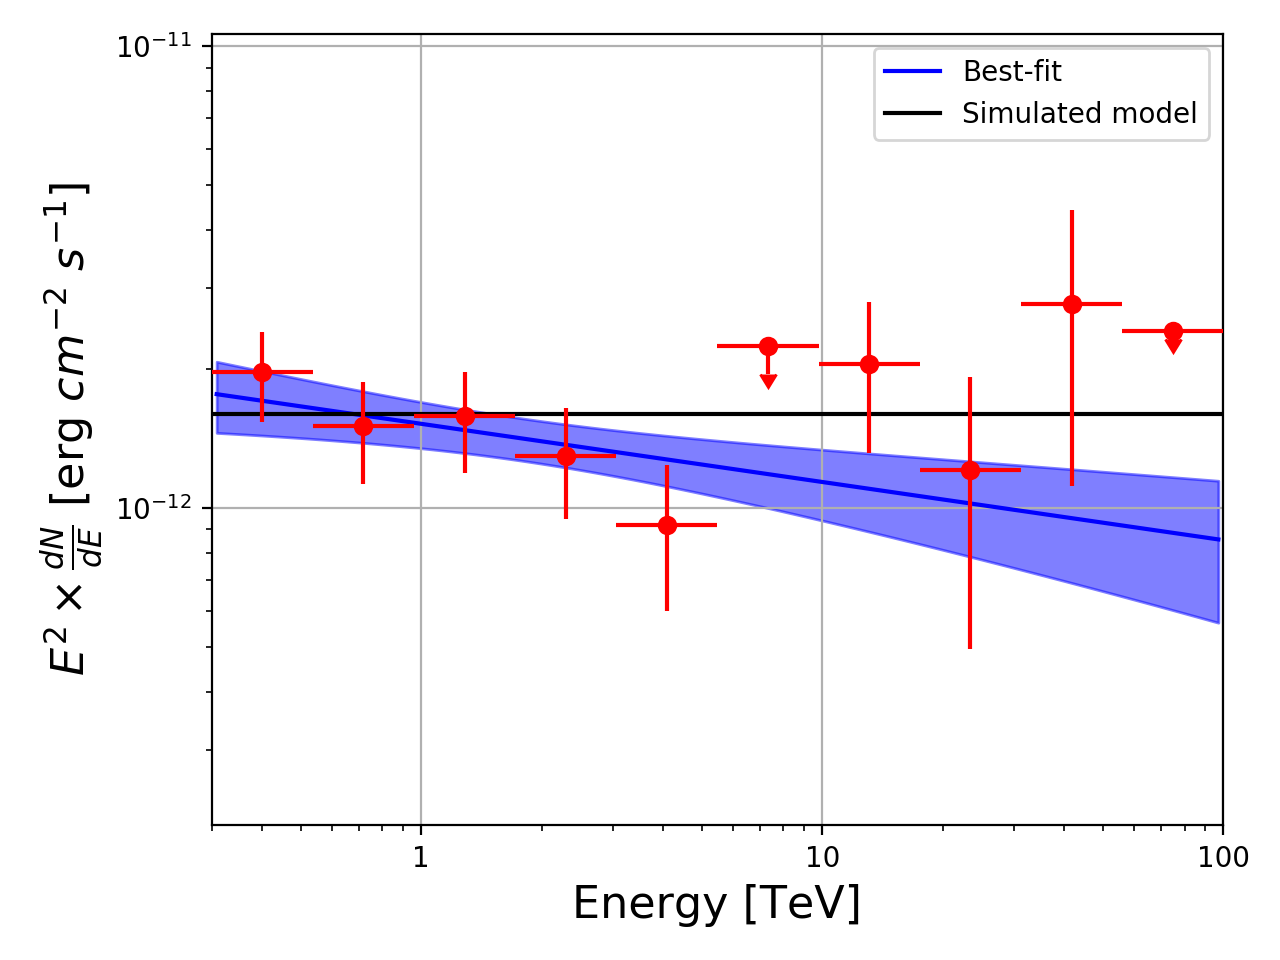 10⁻¹¹
Best-fit
Simulated model
E² × dN/dE [erg cm⁻² s⁻¹]
10⁻¹²
1 10 100
Energy [TeV]